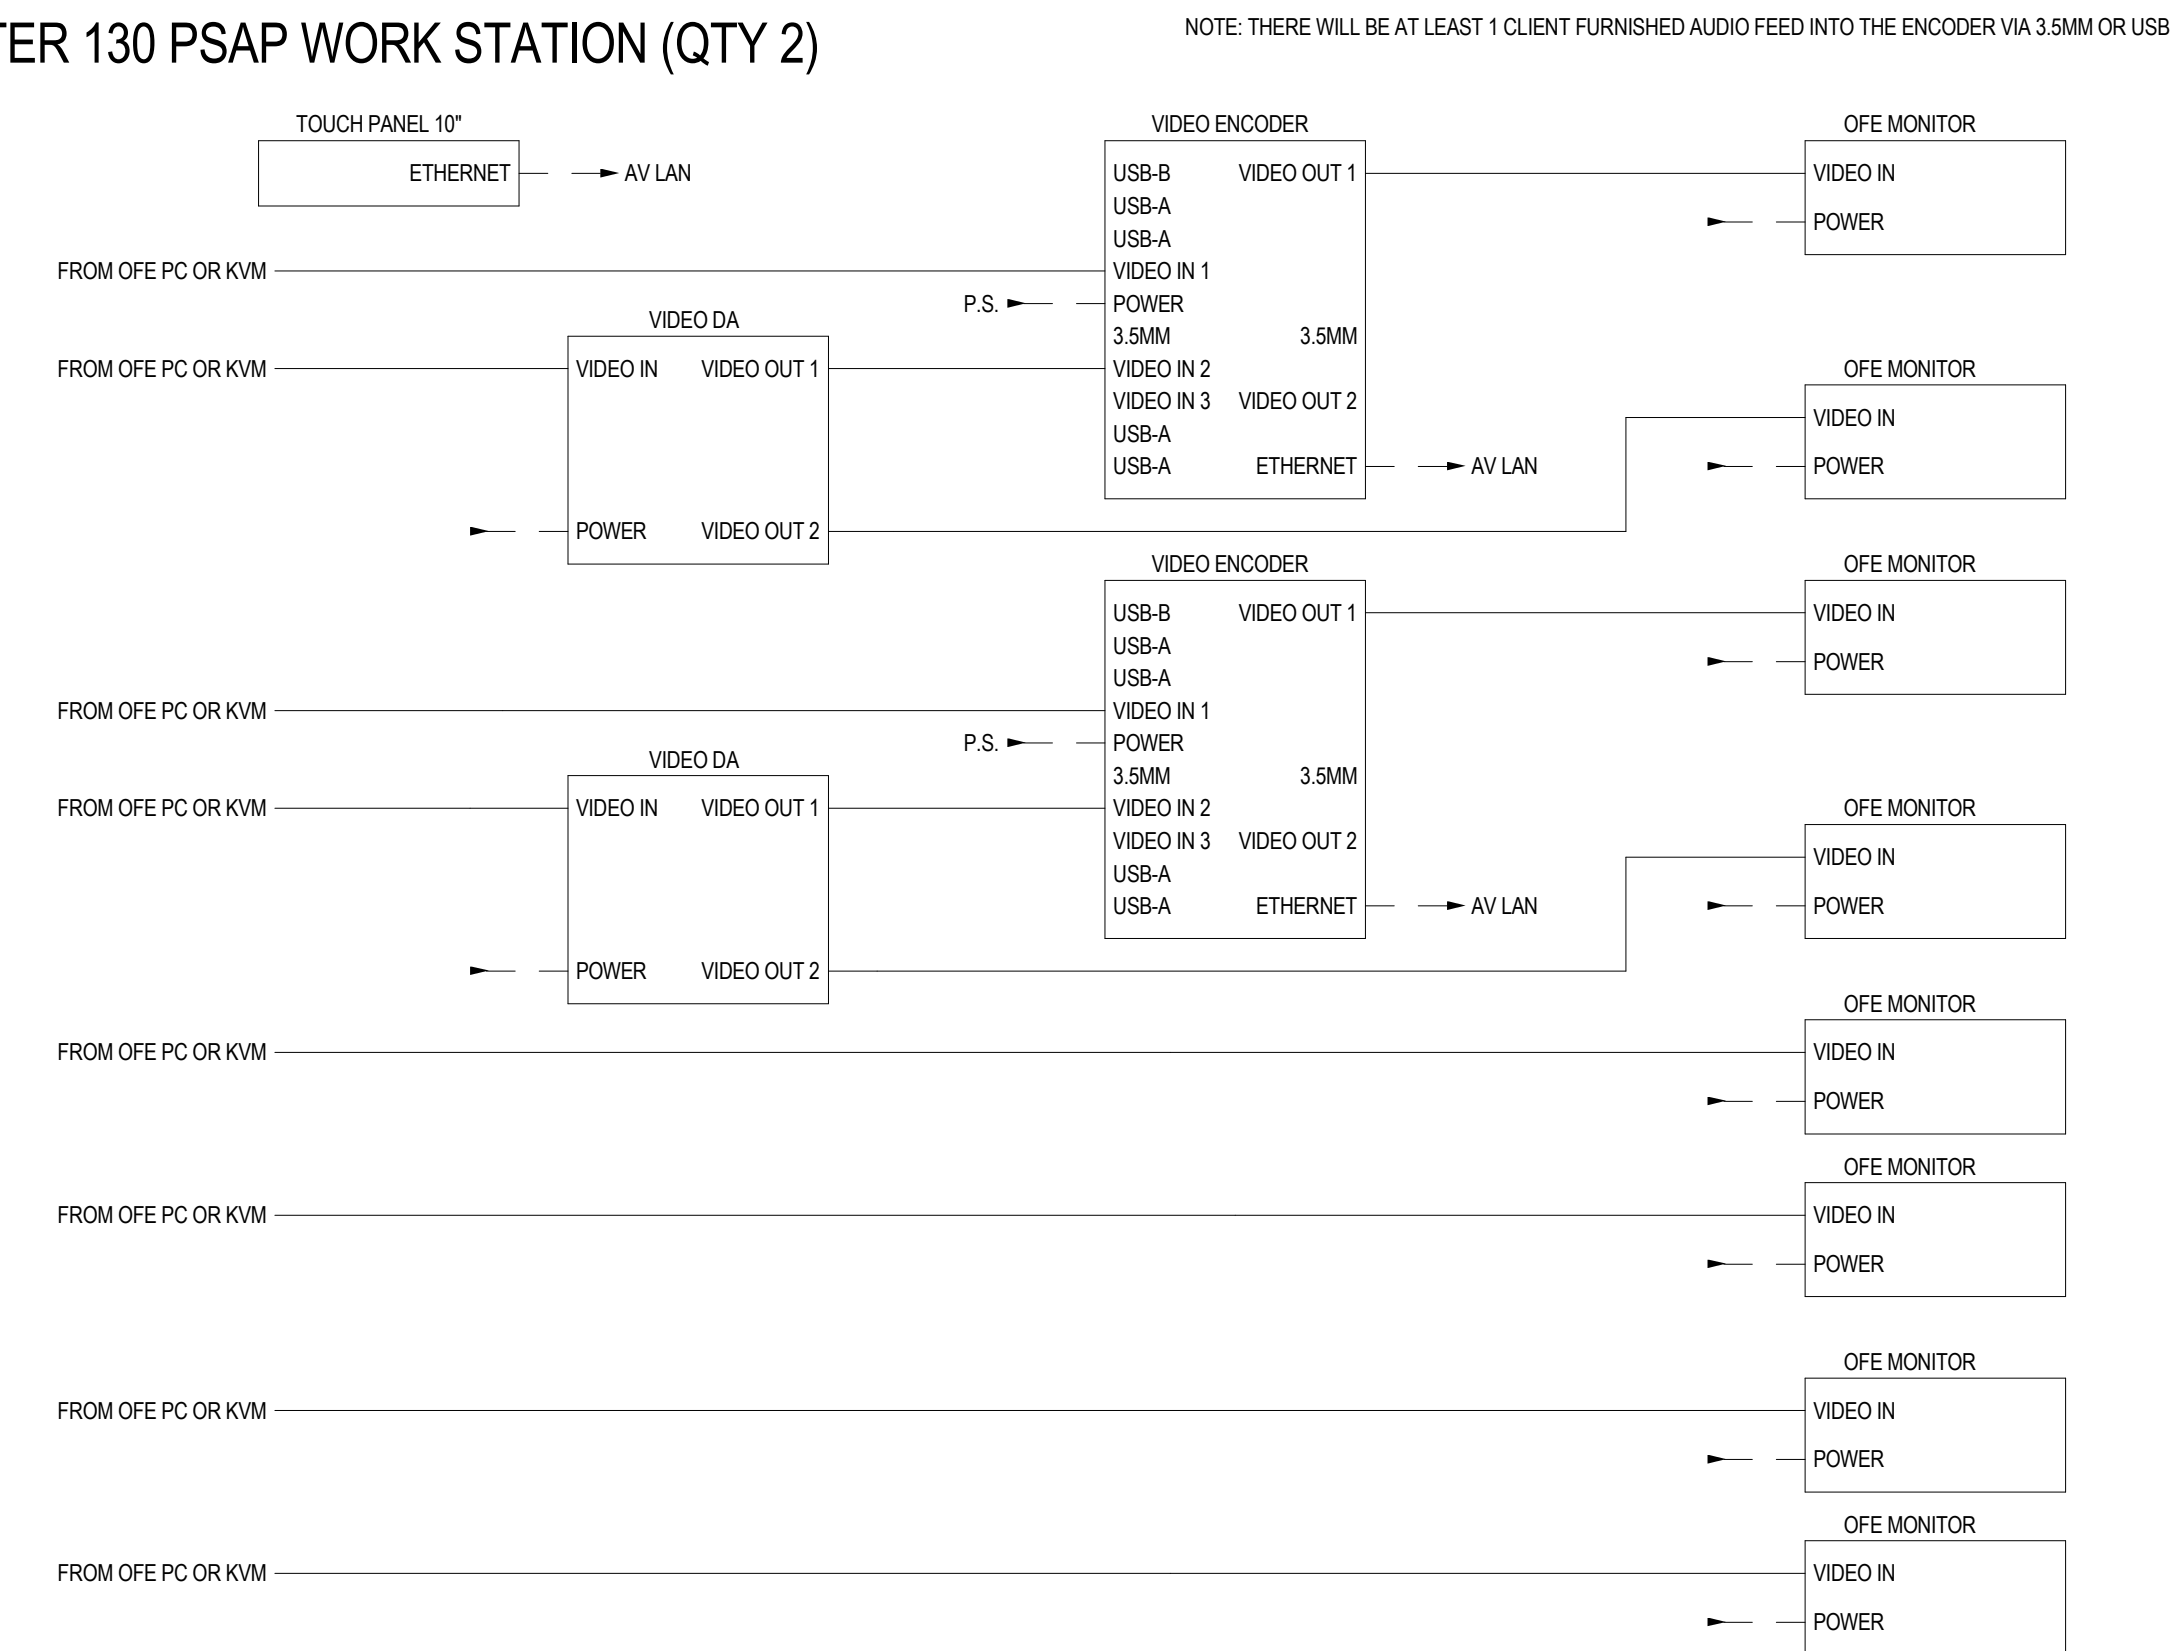 TER 130 PSAP WORK STATION (QTY 2)
NOTE: THERE WILL BE AT LEAST 1 CLIENT FURNISHED AUDIO FEED INTO THE ENCODER VIA 3.5MM OR USB
TOUCH PANEL 10"
ETHERNET
AV LAN
VIDEO ENCODER
USB-B VIDEO OUT 1
USB-A
USB-A
VIDEO IN 1
POWER
3.5MM 3.5MM
VIDEO IN 2
VIDEO IN 3 VIDEO OUT 2
USB-A
USB-A ETHERNET
AV LAN
P.S.
OFE MONITOR
VIDEO IN
POWER
FROM OFE PC OR KVM
VIDEO DA
FROM OFE PC OR KVM
VIDEO IN VIDEO OUT 1
POWER VIDEO OUT 2
OFE MONITOR
VIDEO IN
POWER
VIDEO ENCODER
USB-B VIDEO OUT 1
USB-A
USB-A
VIDEO IN 1
POWER
3.5MM 3.5MM
VIDEO IN 2
VIDEO IN 3 VIDEO OUT 2
USB-A
USB-A ETHERNET
AV LAN
P.S.
OFE MONITOR
VIDEO IN
POWER
FROM OFE PC OR KVM
VIDEO DA
FROM OFE PC OR KVM
VIDEO IN VIDEO OUT 1
POWER VIDEO OUT 2
OFE MONITOR
VIDEO IN
POWER
OFE MONITOR
FROM OFE PC OR KVM
VIDEO IN
POWER
OFE MONITOR
FROM OFE PC OR KVM
VIDEO IN
POWER
OFE MONITOR
FROM OFE PC OR KVM
VIDEO IN
POWER
OFE MONITOR
FROM OFE PC OR KVM
VIDEO IN
POWER